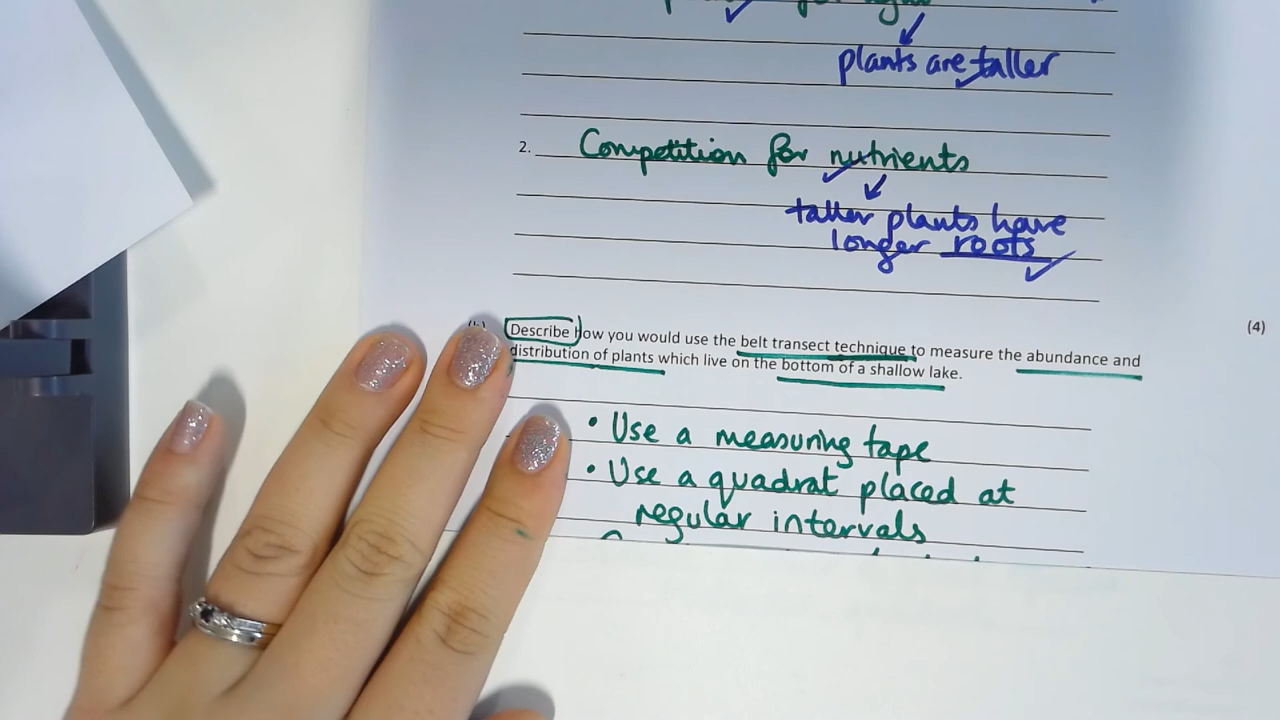 plants are taller
2. Competition for nutrients
taller plants have
longer roots
(4)
Describe how you would use the belt transect technique to measure the abundance and
distribution of plants which live on the bottom of a shallow lake.
• Use a measuring tape
• Use a quadrat placed at
regular intervals